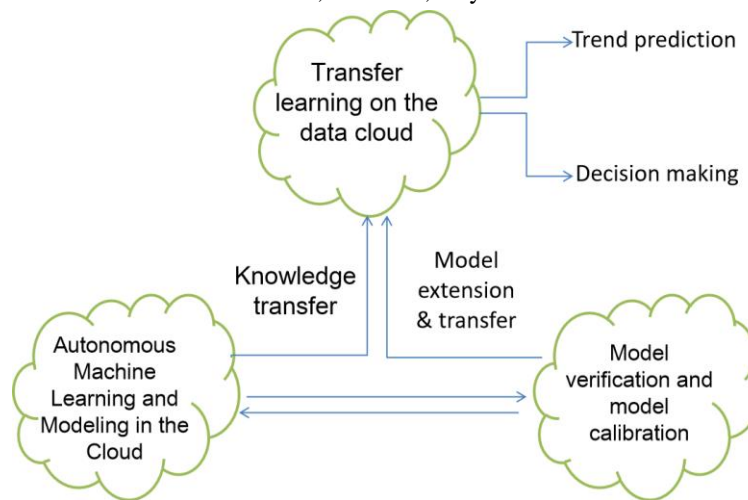 Transfer
learning on the
data cloud
Trend prediction
Decision making
Knowledge
transfer
Model
extension
& transfer
Autonomous
Machine
Learning and
Modeling in the
Cloud
Model
verification and
model
calibration